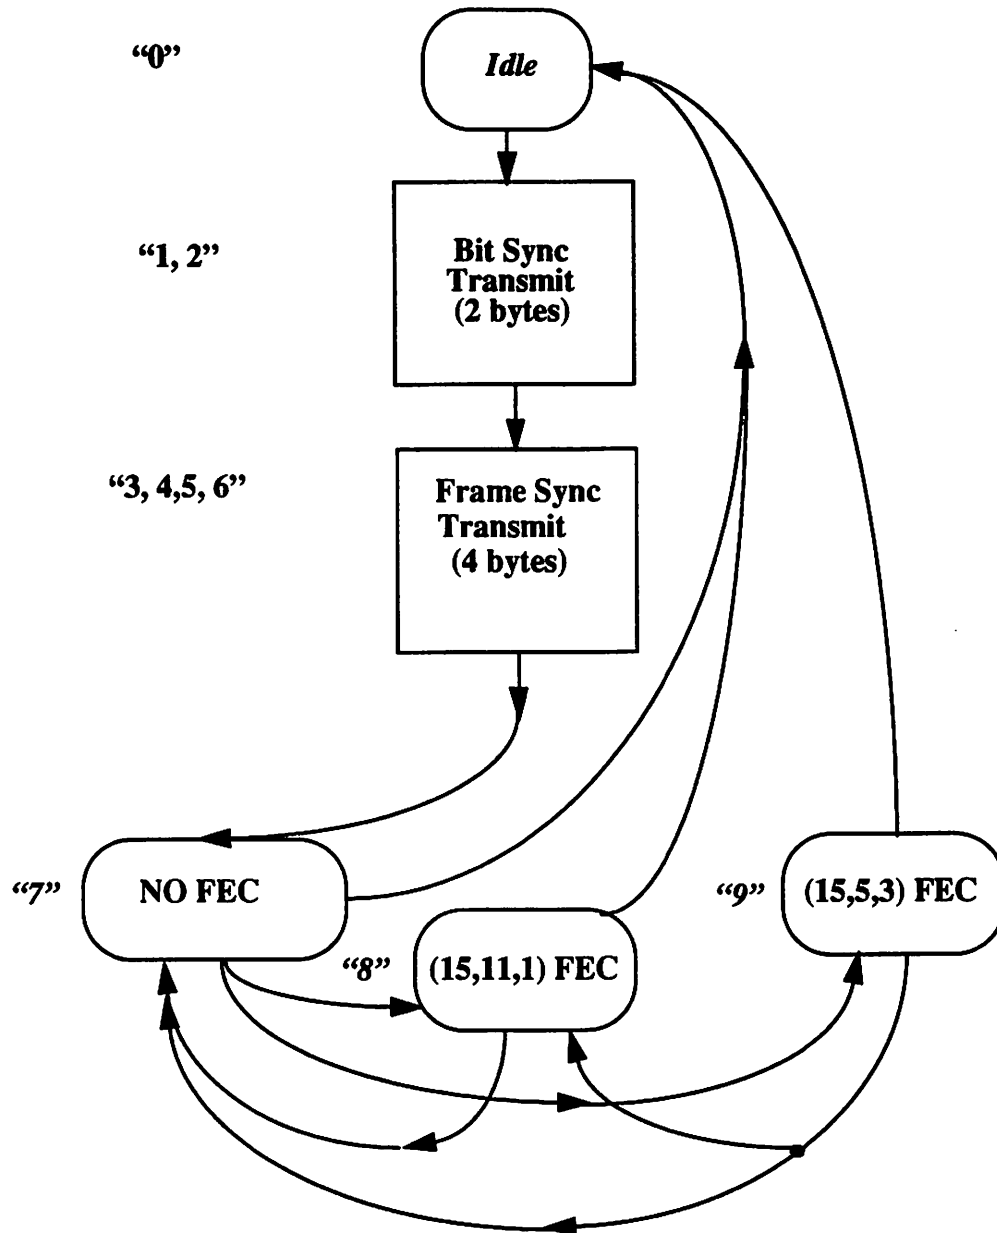 “0”
Idle
“1, 2”
Bit Sync
Transmit
(2 bytes)
“3, 4,5, 6”
Frame Sync
Transmit
(4 bytes)
“7”
NO FEC
“8”
(15,11,1) FEC
“9”
(15,5,3) FEC